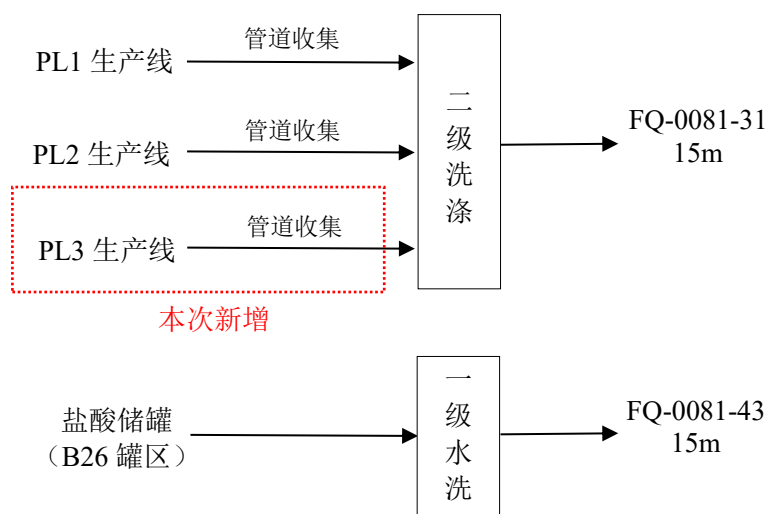 PL1 生产线
管道收集
PL2 生产线
管道收集
PL3 生产线
管道收集
本次新增
二级洗涤
FQ-0081-31
15m
盐酸储罐
（B26 罐区）
一级水洗
FQ-0081-43
15m